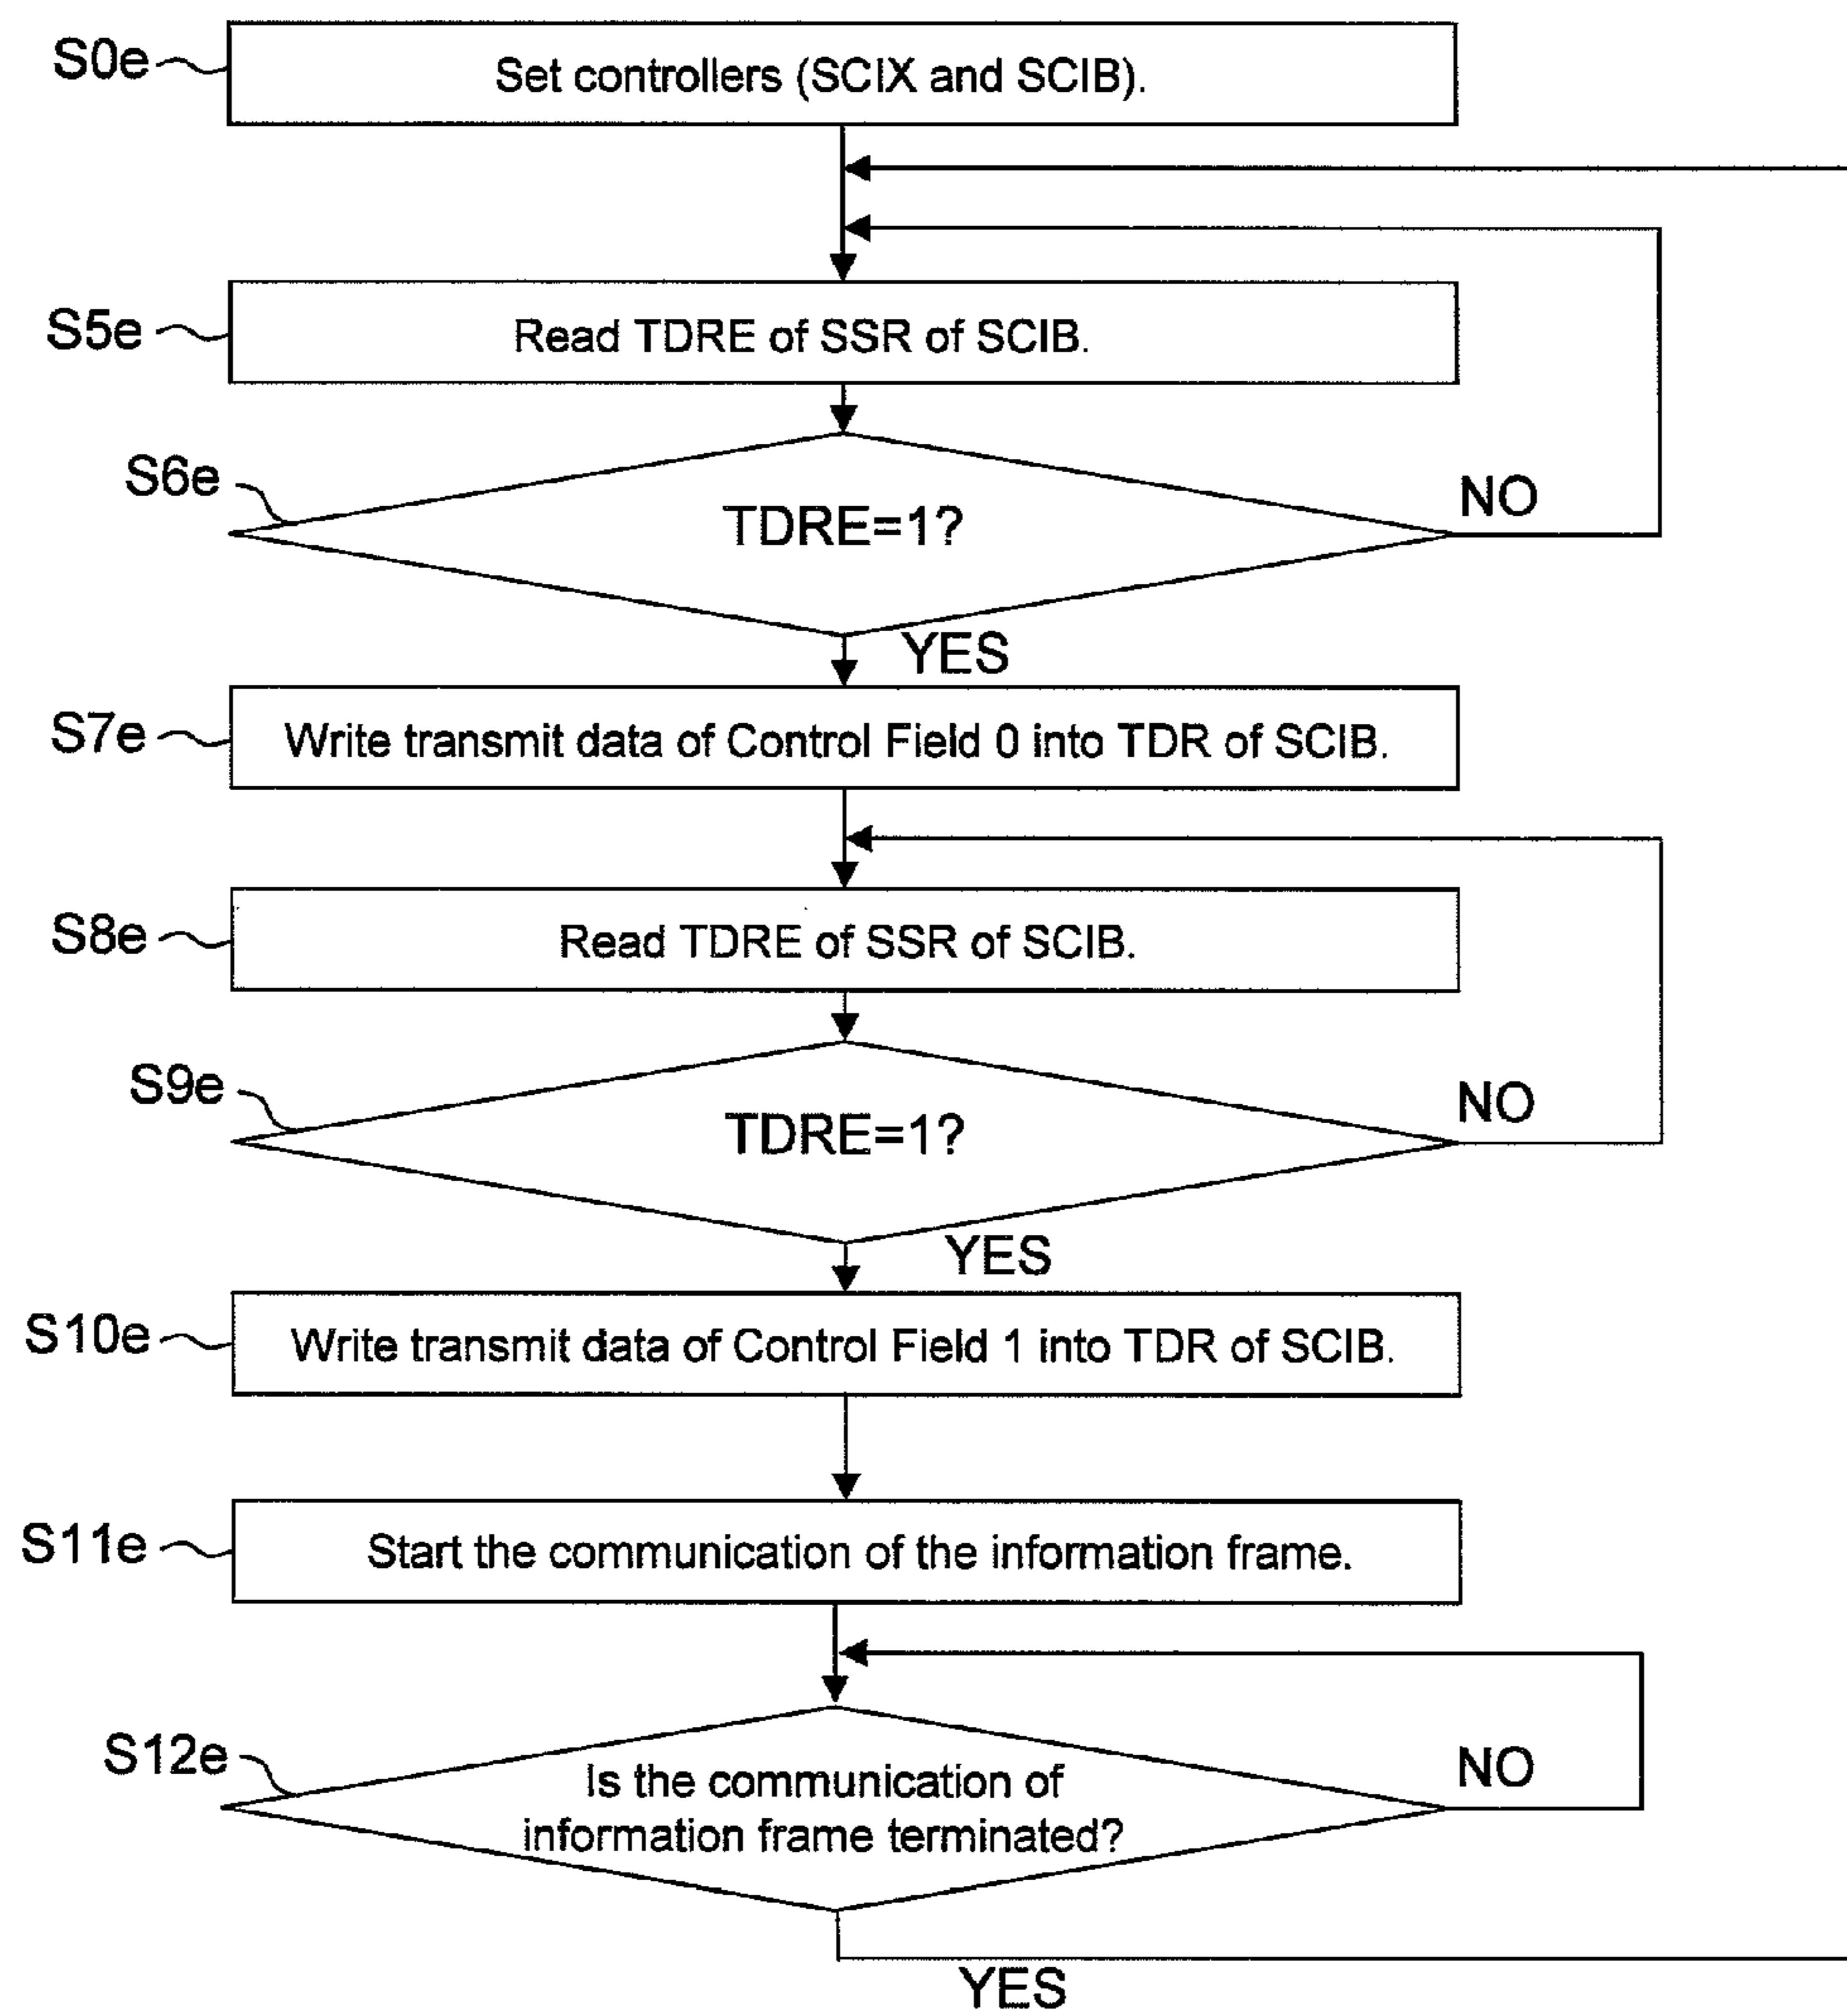 S0e
Set controllers (SCIX and SCIB).
S5e
Read TDRE of SSR of SCIB.
S6e
TDRE=1?
NO
YES
S7e
Write transmit data of Control Field 0 into TDR of SCIB.
S8e
Read TDRE of SSR of SCIB.
S9e
TDRE=1?
NO
YES
S10e
Write transmit data of Control Field 1 into TDR of SCIB.
S11e
Start the communication of the information frame.
S12e
Is the communication of
information frame terminated?
NO
YES